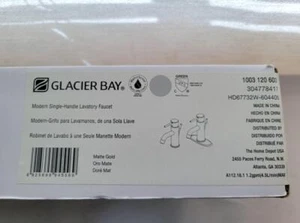 GLACIER BAY®
1003 120 60
304778411
Modern Single-Handle Lavatory Faucet
HD67732W-60440
Modern-Grifo para Lavamanos, de una Sola Llave
MADE IN CHINA
HECHO EN CHINA
Robinet de Lavabo à une Seule Manette Modern
FABRIQUÉ EN CHINE
DISTRIBUTED BY
DISTRIBUIDO POR
DISTRIBUÉ PAR
The Home Depot USA
Matte Gold
Oro Mate
Doré Mat
2455 Paces Ferry Road, N.W.
Atlanta, GA 30339